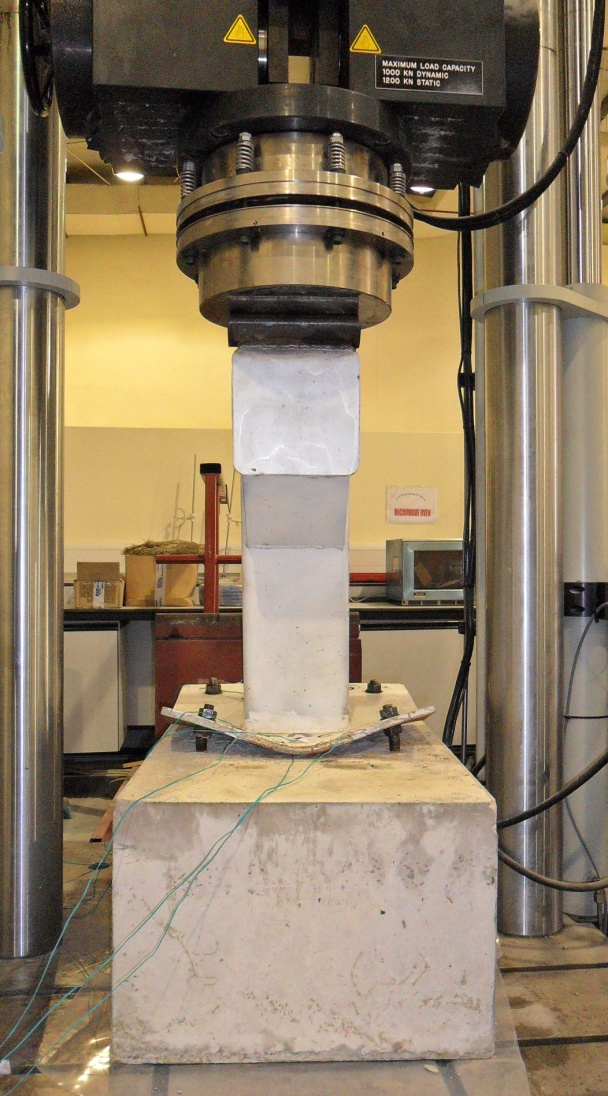 MAXIMUM LOAD CAPACITY
1000 KN DYNAMIC
1200 KN STATIC
MICROWAVE OVEN